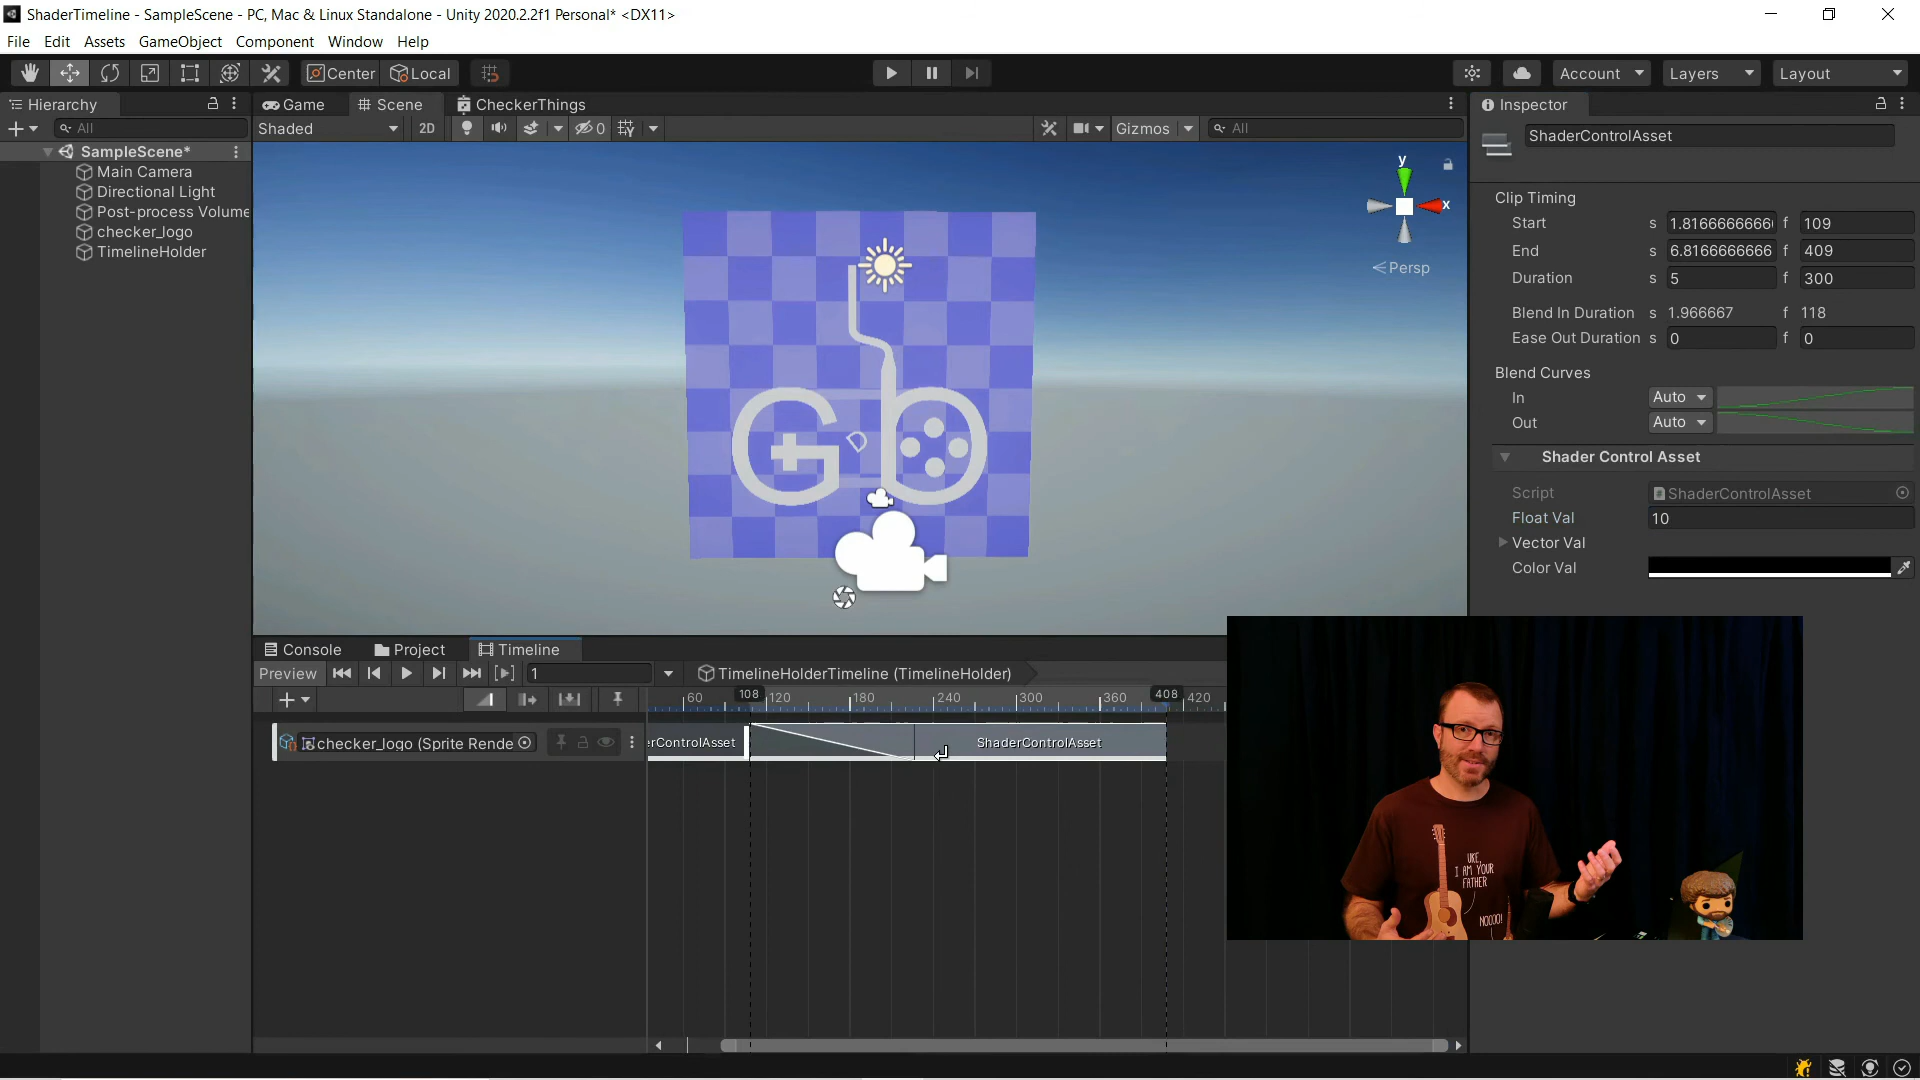 ShaderTimeline - SampleScene - PC, Mac & Linux Standalone - Unity 2020.2.2f1 Personal* <DX11>
File Edit Assets GameObject Component Window Help
Center Local Account Layers Layout
Hierarchy Game Scene CheckerThings Inspector
All Shaded 2D 0 Gizmos All ShaderControlAsset
SampleScene*
Main Camera
Directional Light
Post-process Volume
checker_logo
TimelineHolder
y
x
Persp
G D b
Clip Timing
Start s 1.8166666666 f 109
End s 6.8166666666 f 409
Duration s 5 f 300
Blend In Duration s 1.966667 f 118
Ease Out Duration s 0 f 0
Blend Curves
In Auto
Out Auto
Shader Control Asset
Script ShaderControlAsset
Float Val 10
Vector Val
Color Val
Console Project Timeline
Preview 1 TimelineHolderTimeline (TimelineHolder)
60 108 120 180 240 300 360 408 420
checker_logo (Sprite Rende erControlAsset ShaderControlAsset
UKE,
I AM YOUR
FATHER
NOOOO!